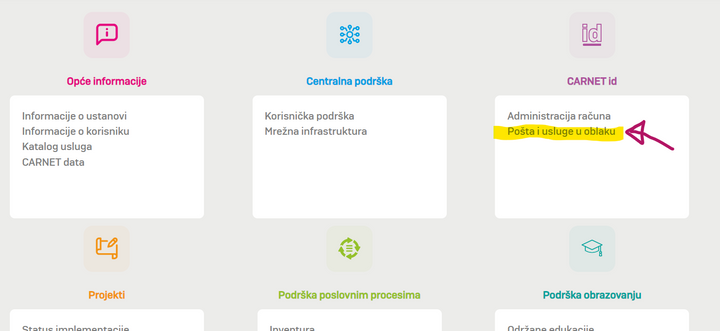 id
Opće informacije
Centralna podrška
CARNET id
Informacije o ustanovi
Informacije o korisniku
Katalog usluga
CARNET data
Korisnička podrška
Mrežna infrastruktura
Administracija računa
Pošta i usluge u oblaku
Projekti
Podrška poslovnim procesima
Podrška obrazovanju
Status implementacije
Inventura
Održane edukacije